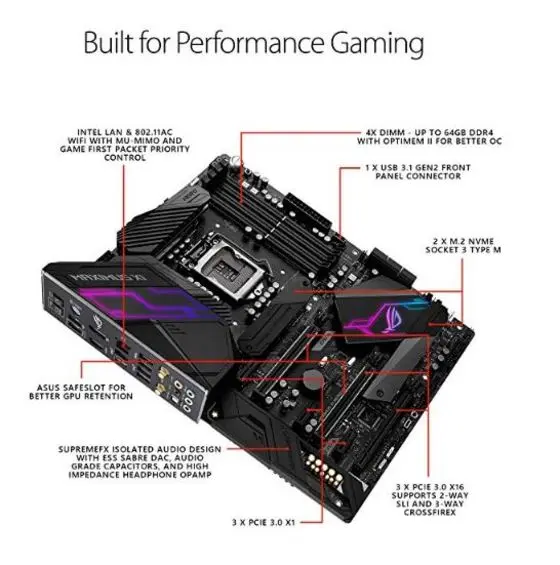 Built for Performance Gaming
INTEL LAN & 802.11AC
WIFI WITH MU-MIMO AND
GAME FIRST PACKET PRIORITY
CONTROL
4X DIMM - UP TO 64GB DDR4
WITH OPTIMEM II FOR BETTER OC
1 X USB 3.1 GEN2 FRONT
PANEL CONNECTOR
2 X M.2 NVME
SOCKET 3 TYPE M
MAXIMUS XI
ASUS SAFESLOT FOR
BETTER GPU RETENTION
SUPREMEFX ISOLATED AUDIO DESIGN
WITH ESS SABRE DAC, AUDIO
GRADE CAPACITORS, AND HIGH
IMPEDANCE HEADPHONE OPAMP
3 X PCIE 3.0 X16
SUPPORTS 2-WAY
SLI AND 3-WAY
CROSSFIREX
3 X PCIE 3.0 X1